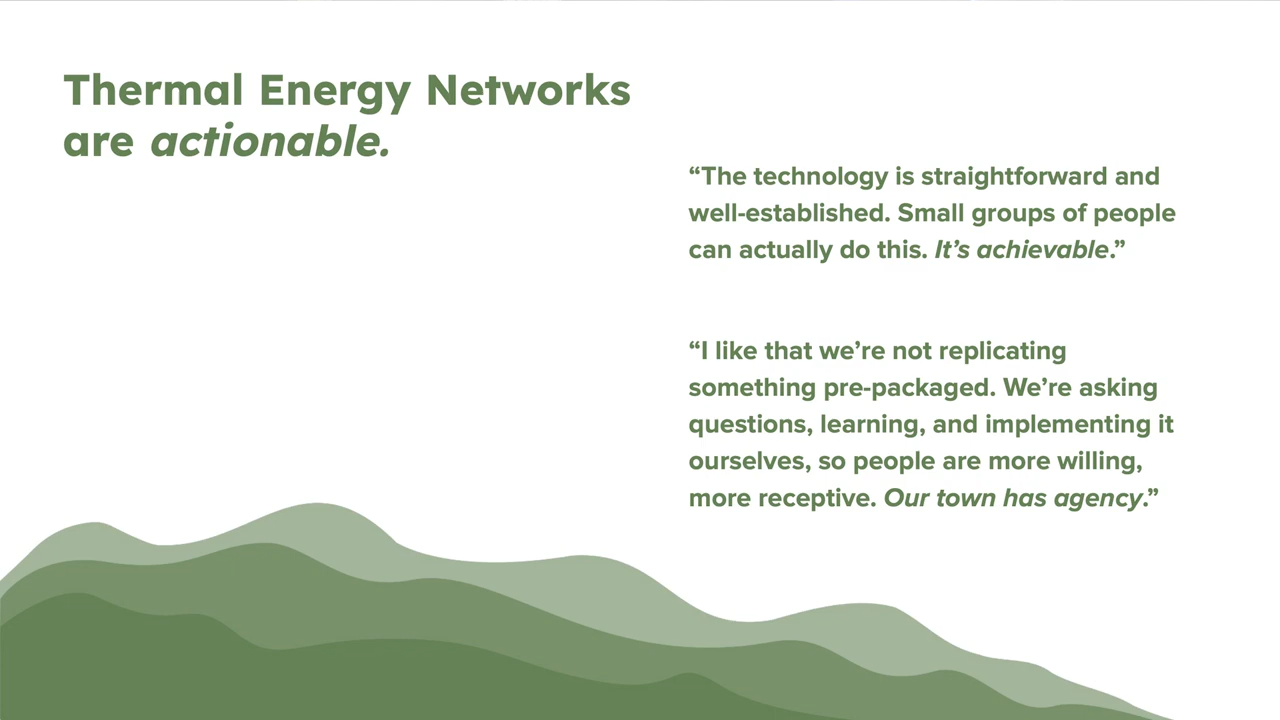 Thermal Energy Networks
are actionable.
“The technology is straightforward and
well-established. Small groups of people
can actually do this. It’s achievable.”
“I like that we’re not replicating
something pre-packaged. We’re asking
questions, learning, and implementing it
ourselves, so people are more willing,
more receptive. Our town has agency.”